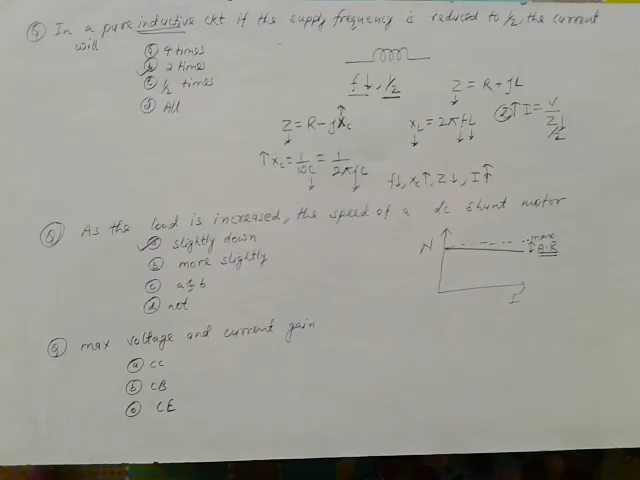 Q In a pure inductive ckt if the supply frequency is reduced to 1/2, the current
will
a 4 times
b 2 times
c 1/2 times
d All
f↓, 1/2
Z = R + jL
Z = R - jXc
XL = 2πfL
↑ I = V/Z↓
1/2
↑Xc = 1/ωC = 1/2πfC
f↓, Xc↑, Z↓, I↑
Q As the load is increased, the speed of a dc shunt motor
a slightly down
b more slightly
c a & b
d not
N
more
A.R
I
Q max voltage and current gain
a CC
b CB
c CE